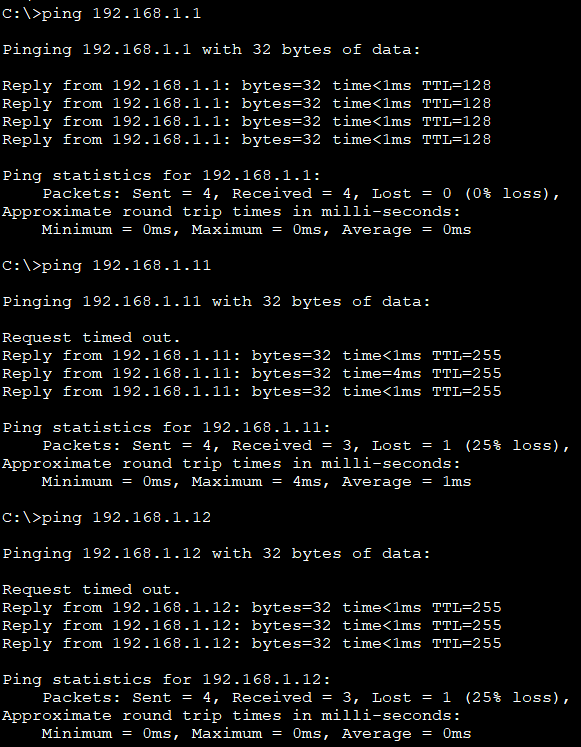 C:\>ping 192.168.1.1
Pinging 192.168.1.1 with 32 bytes of data:
Reply from 192.168.1.1: bytes=32 time<1ms TTL=128
Reply from 192.168.1.1: bytes=32 time<1ms TTL=128
Reply from 192.168.1.1: bytes=32 time<1ms TTL=128
Reply from 192.168.1.1: bytes=32 time<1ms TTL=128
Ping statistics for 192.168.1.1:
    Packets: Sent = 4, Received = 4, Lost = 0 (0% loss),
Approximate round trip times in milli-seconds:
    Minimum = 0ms, Maximum = 0ms, Average = 0ms
C:\>ping 192.168.1.11
Pinging 192.168.1.11 with 32 bytes of data:
Request timed out.
Reply from 192.168.1.11: bytes=32 time<1ms TTL=255
Reply from 192.168.1.11: bytes=32 time=4ms TTL=255
Reply from 192.168.1.11: bytes=32 time<1ms TTL=255
Ping statistics for 192.168.1.11:
    Packets: Sent = 4, Received = 3, Lost = 1 (25% loss),
Approximate round trip times in milli-seconds:
    Minimum = 0ms, Maximum = 4ms, Average = 1ms
C:\>ping 192.168.1.12
Pinging 192.168.1.12 with 32 bytes of data:
Request timed out.
Reply from 192.168.1.12: bytes=32 time<1ms TTL=255
Reply from 192.168.1.12: bytes=32 time<1ms TTL=255
Reply from 192.168.1.12: bytes=32 time<1ms TTL=255
Ping statistics for 192.168.1.12:
    Packets: Sent = 4, Received = 3, Lost = 1 (25% loss),
Approximate round trip times in milli-seconds:
    Minimum = 0ms, Maximum = 0ms, Average = 0ms